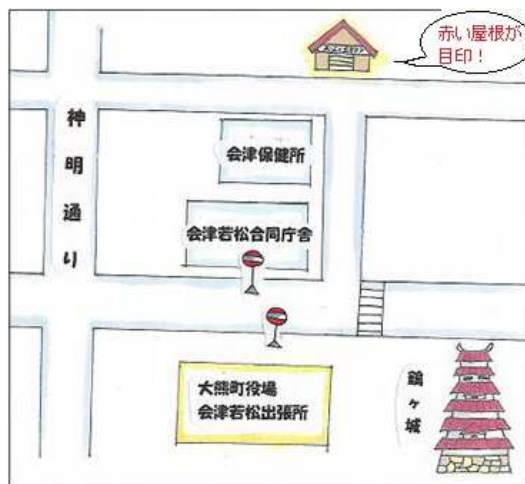 赤い屋根が
目印！
神明通り
会津保健所
会津若松合同庁舎
大熊町役場
会津若松出張所
鶴ヶ城